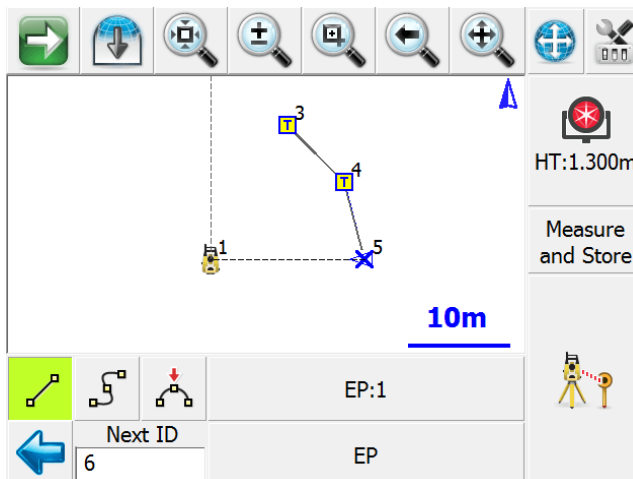 3
4
1
5
10m
HT:1.300m
Measure
and Store
EP:1
Next ID
6
EP